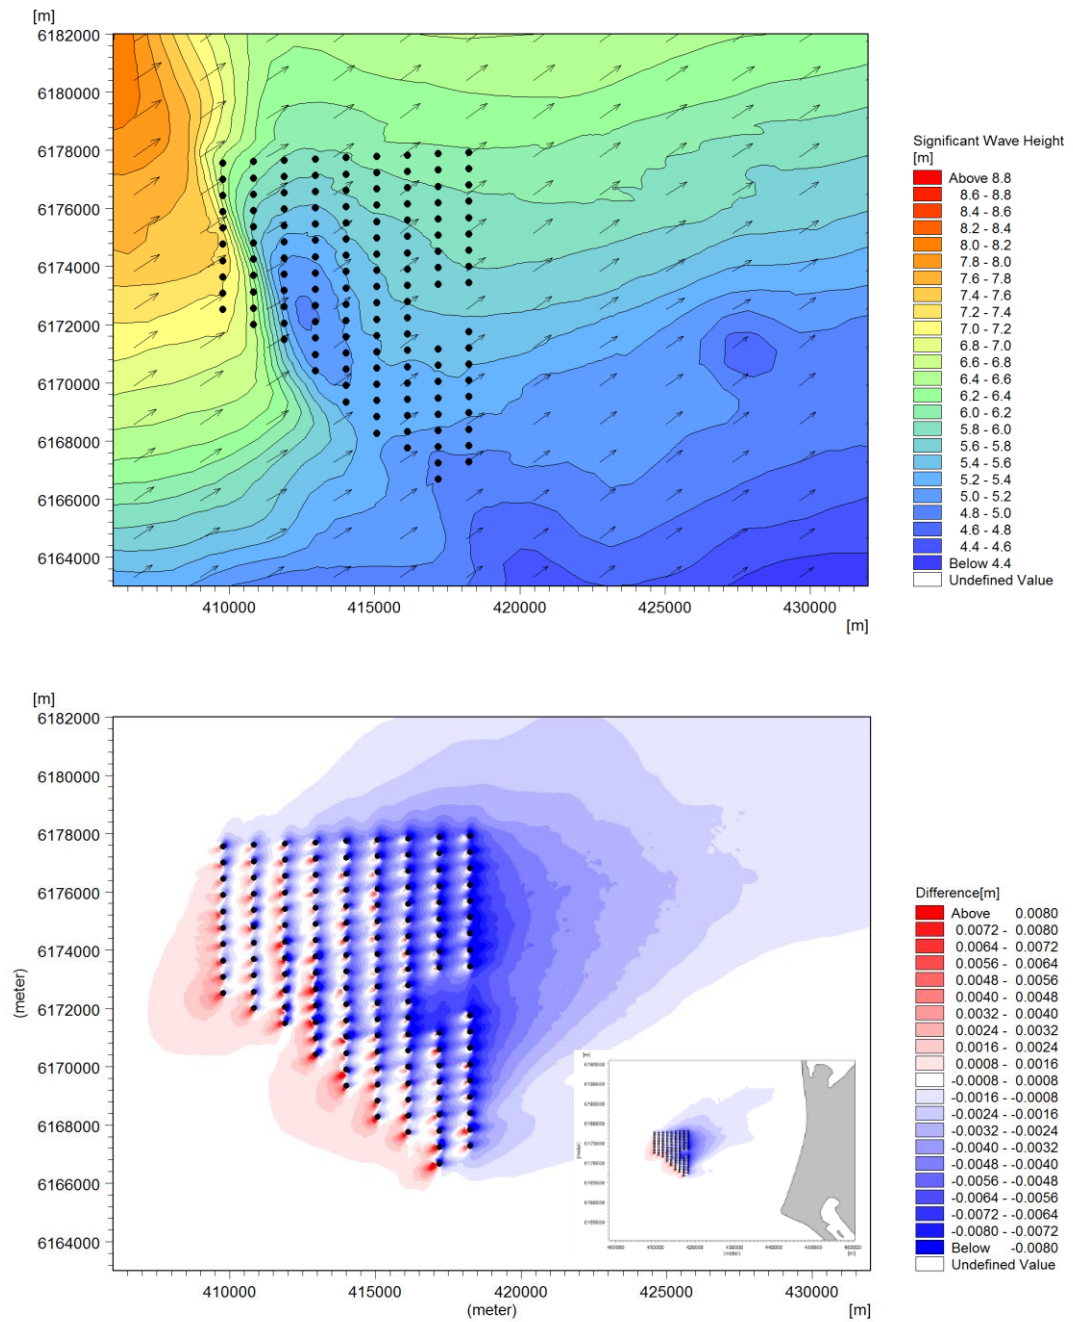 [m]
6182000
6180000
6178000
6176000
6174000
6172000
6170000
6168000
6166000
6164000
410000 415000 420000 425000 430000
[m]
Significant Wave Height
[m]
Above 8.8
8.6 - 8.8
8.4 - 8.6
8.2 - 8.4
8.0 - 8.2
7.8 - 8.0
7.6 - 7.8
7.4 - 7.6
7.2 - 7.4
7.0 - 7.2
6.8 - 7.0
6.6 - 6.8
6.4 - 6.6
6.2 - 6.4
6.0 - 6.2
5.8 - 6.0
5.6 - 5.8
5.4 - 5.6
5.2 - 5.4
5.0 - 5.2
4.8 - 5.0
4.6 - 4.8
4.4 - 4.6
Below 4.4
Undefined Value
[m]
6182000
6180000
6178000
6176000
6174000
6172000
6170000
6168000
6166000
6164000
(meter)
410000 415000 420000 425000 430000
(meter) [m]
Difference[m]
Above 0.0080
0.0072 - 0.0080
0.0064 - 0.0072
0.0056 - 0.0064
0.0048 - 0.0056
0.0040 - 0.0048
0.0032 - 0.0040
0.0024 - 0.0032
0.0016 - 0.0024
0.0008 - 0.0016
-0.0008 - 0.0008
-0.0016 - -0.0008
-0.0024 - -0.0016
-0.0032 - -0.0024
-0.0040 - -0.0032
-0.0048 - -0.0040
-0.0056 - -0.0048
-0.0064 - -0.0056
-0.0072 - -0.0064
-0.0080 - -0.0072
Below -0.0080
Undefined Value
[m]
(meter)
(meter)
[m]